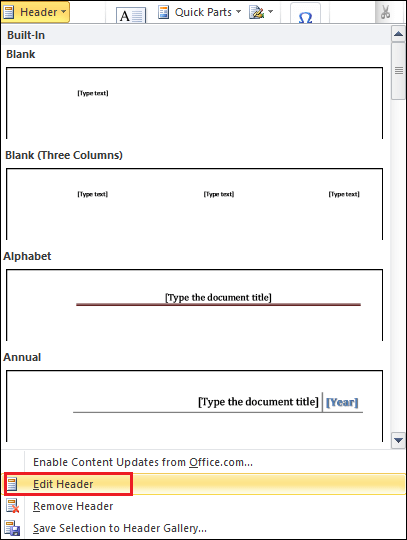 Header
A
Quick Parts
Ω
Built-In
Blank
[Type text]
Blank (Three Columns)
[Type text] [Type text] [Type text]
Alphabet
[Type the document title]
Annual
[Type the document title] [Year]
Enable Content Updates from Office.com...
Edit Header
Remove Header
Save Selection to Header Gallery...